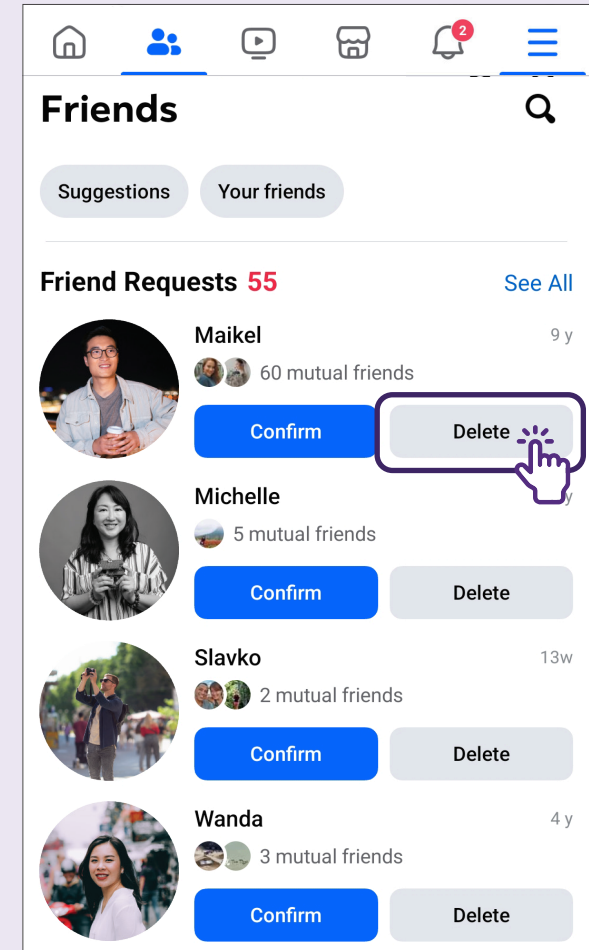 2
Friends
Suggestions Your friends
Friend Requests 55 See All
Maikel 9 y
60 mutual friends
Confirm Delete
Michelle y
5 mutual friends
Confirm Delete
Slavko 13w
2 mutual friends
Confirm Delete
Wanda 4 y
3 mutual friends
Confirm Delete